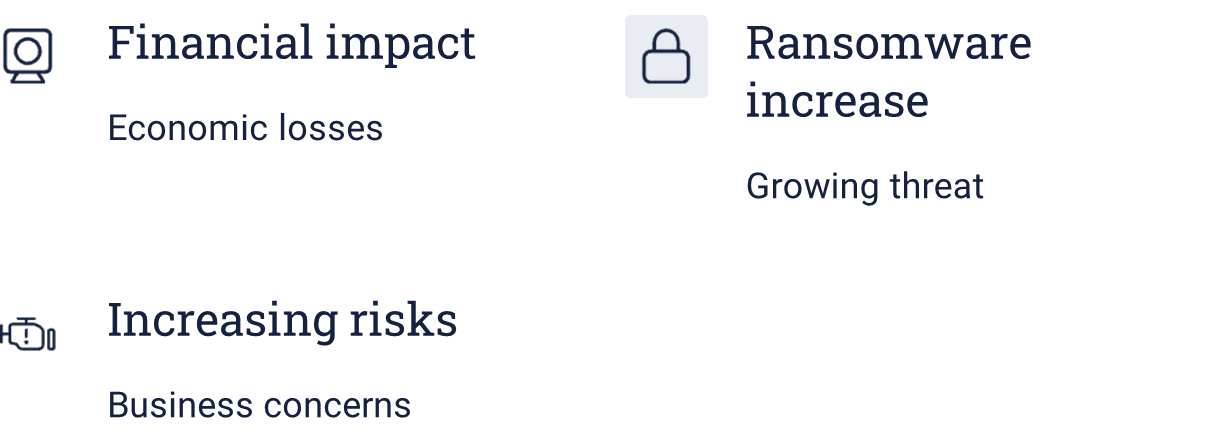 Financial impact
Economic losses
Ransomware
increase
Growing threat
Increasing risks
Business concerns